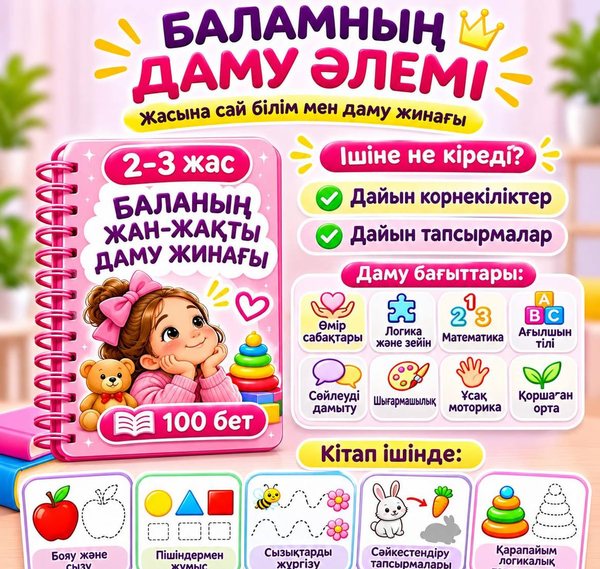 БАЛАМНЫҢ
ДАМУ ӘЛЕМІ
Жасына сай білім мен даму жинағы
2-3 жас
БАЛАНЫҢ
ЖАН-ЖАҚТЫ
ДАМУ ЖИНАҒЫ
100 бет
Ішіне не кіреді?
Дайын корнекіліктер
Дайын тапсырмалар
Даму бағыттары:
Өмір
сабақтары
Логика
және зейін
123
Математика
A
B C
Ағылшын
тілі
Сөйлеуді
дамыту
Шығармашылық
Ұсақ
моторика
Қоршаған
орта
Кітап ішінде:
Бояу және
сызу
Пішіндермен
жұмыс
Сызықтарды
жүргізу
Сәйкестендіру
тапсырмалары
Қарапайым
логикалық